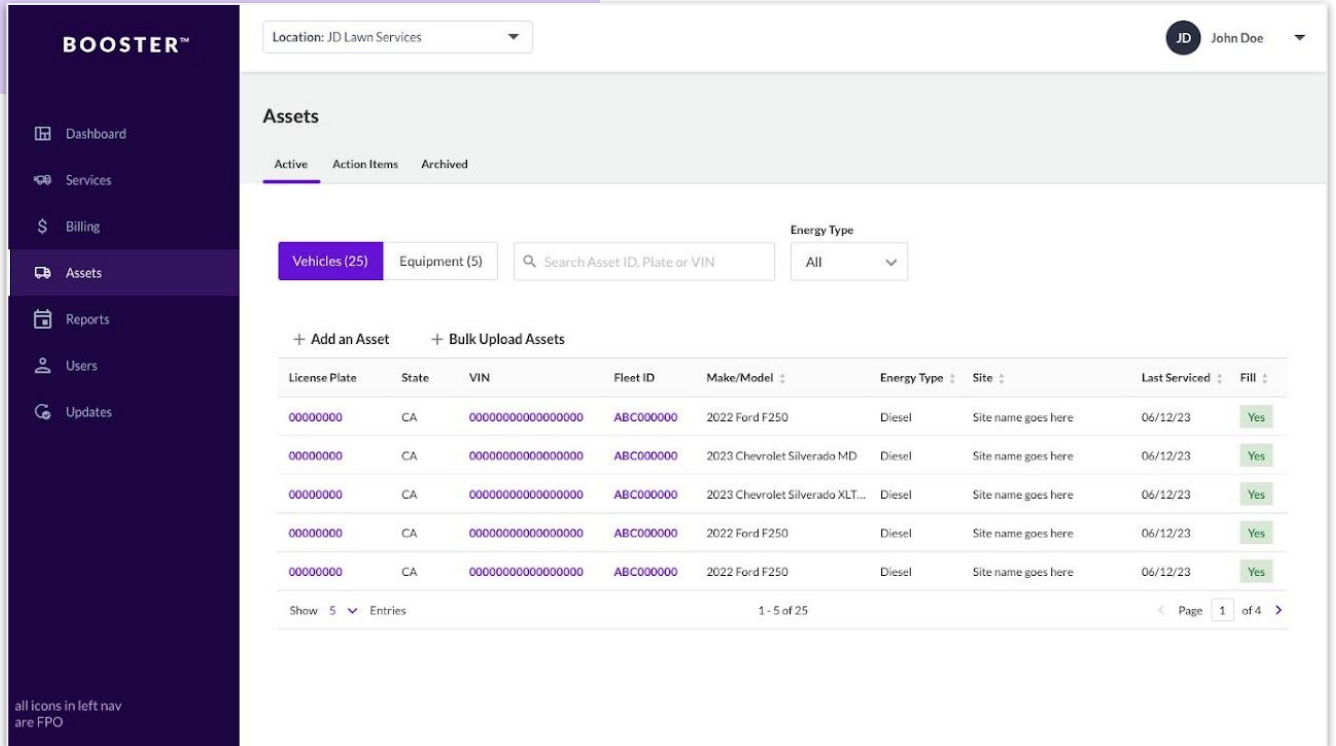 BOOSTER™
Location: JD Lawn Services
JD John Doe
Dashboard
Services
Billing
Assets
Reports
Users
Updates
all icons in left nav
are FPO
Assets
Active Action Items Archived
Energy Type
Vehicles (25) Equipment (5) Search Asset ID, Plate or VIN All
+ Add an Asset + Bulk Upload Assets
License Plate State VIN Fleet ID Make/Model Energy Type Site Last Serviced Fill
00000000 CA 00000000000000000 ABC000000 2022 Ford F250 Diesel Site name goes here 06/12/23 Yes
00000000 CA 00000000000000000 ABC000000 2023 Chevrolet Silverado MD Diesel Site name goes here 06/12/23 Yes
00000000 CA 00000000000000000 ABC000000 2023 Chevrolet Silverado XLT... Diesel Site name goes here 06/12/23 Yes
00000000 CA 00000000000000000 ABC000000 2022 Ford F250 Diesel Site name goes here 06/12/23 Yes
00000000 CA 00000000000000000 ABC000000 2022 Ford F250 Diesel Site name goes here 06/12/23 Yes
Show 5 Entries 1 - 5 of 25 < Page 1 of 4 >